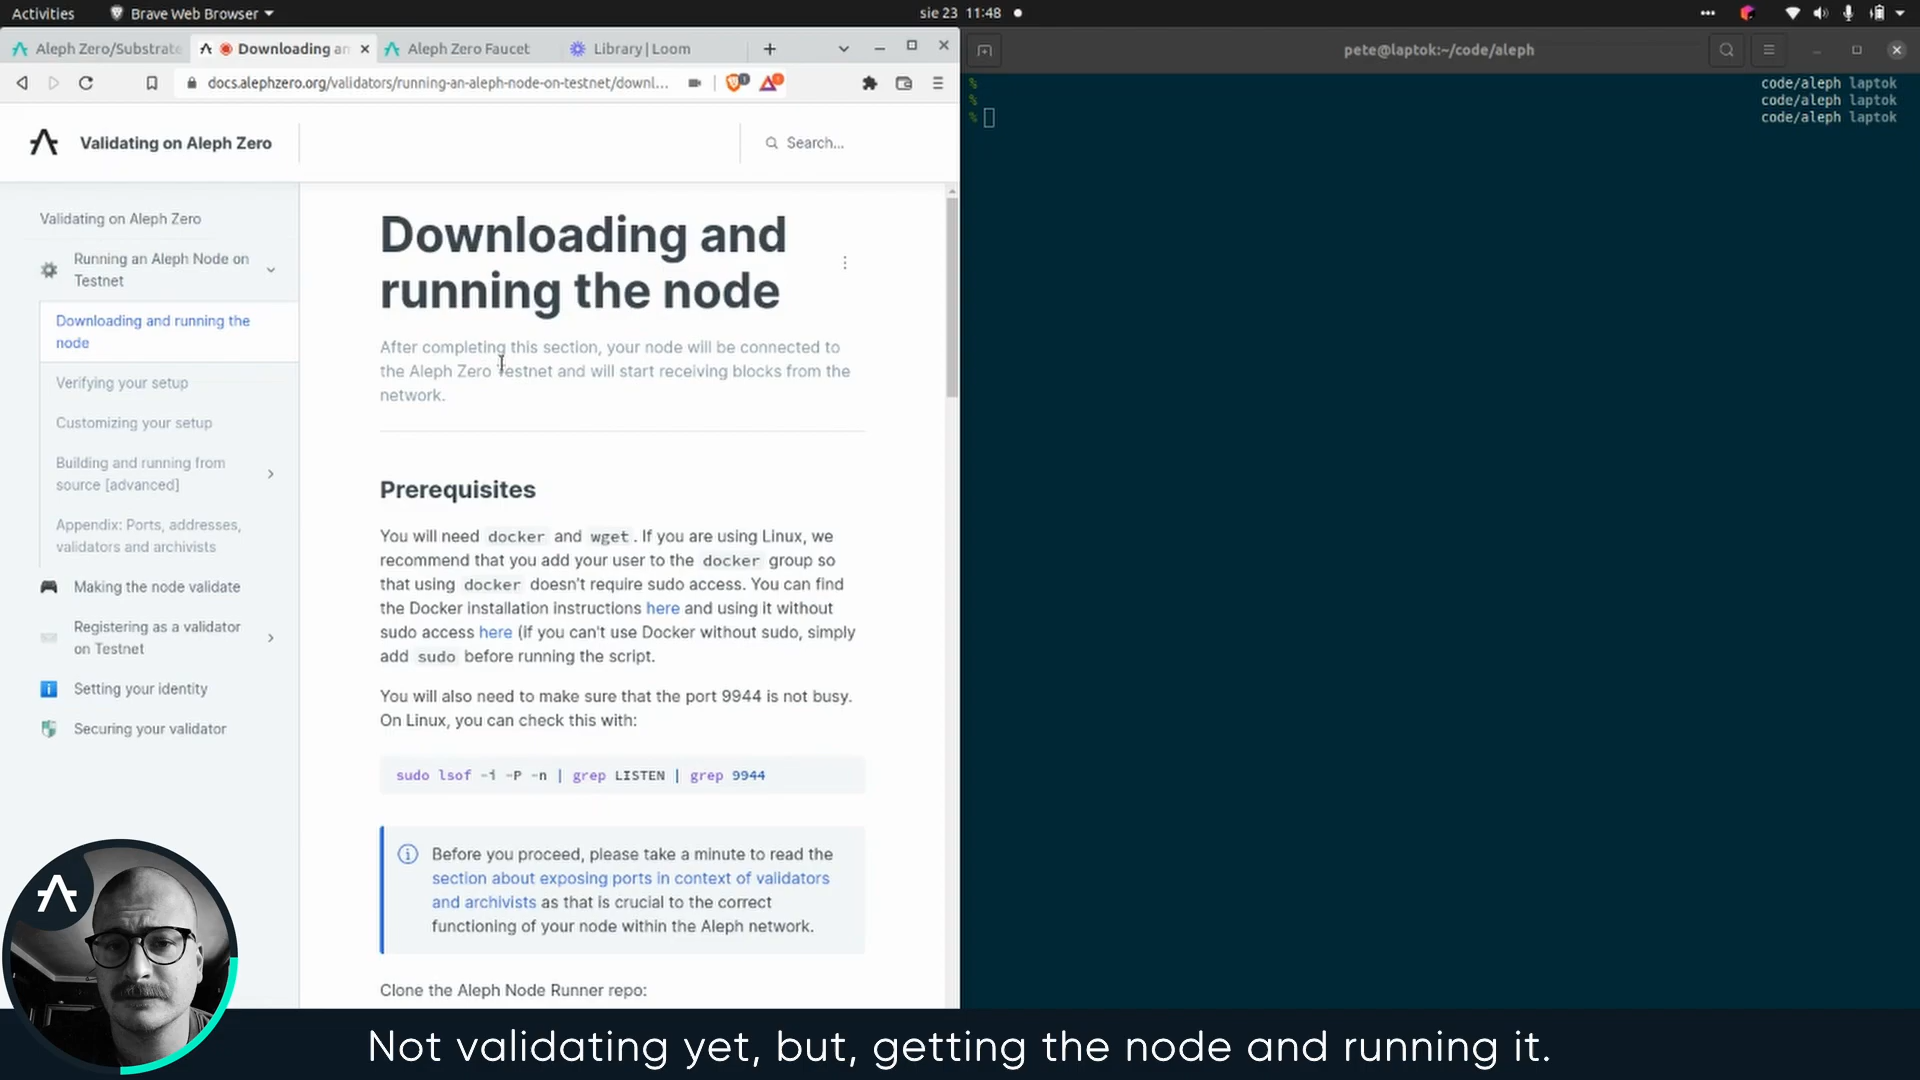 Activities
Brave Web Browser
sie 23 11:48
Aleph Zero/Substrate
Downloading an
Aleph Zero Faucet
Library | Loom
pete@laptok:~/code/aleph
docs.alephzero.org/validators/running-an-aleph-node-on-testnet/downl...
% code/aleph laptok
% code/aleph laptok
% code/aleph laptok
Validating on Aleph Zero
Search...
Validating on Aleph Zero
Running an Aleph Node on
Testnet
Downloading and running the
node
Verifying your setup
Customizing your setup
Building and running from
source [advanced]
Appendix: Ports, addresses,
validators and archivists
Making the node validate
Registering as a validator
on Testnet
Setting your identity
Securing your validator
Downloading and
running the node
After completing this section, your node will be connected to
the Aleph Zero Testnet and will start receiving blocks from the
network.
Prerequisites
You will need docker and wget. If you are using Linux, we
recommend that you add your user to the docker group so
that using docker doesn't require sudo access. You can find
the Docker installation instructions here and using it without
sudo access here (if you can't use Docker without sudo, simply
add sudo before running the script.
You will also need to make sure that the port 9944 is not busy.
On Linux, you can check this with:
sudo lsof -i -P -n | grep LISTEN | grep 9944
Before you proceed, please take a minute to read the
section about exposing ports in context of validators
and archivists as that is crucial to the correct
functioning of your node within the Aleph network.
Clone the Aleph Node Runner repo:
Not validating yet, but, getting the node and running it.